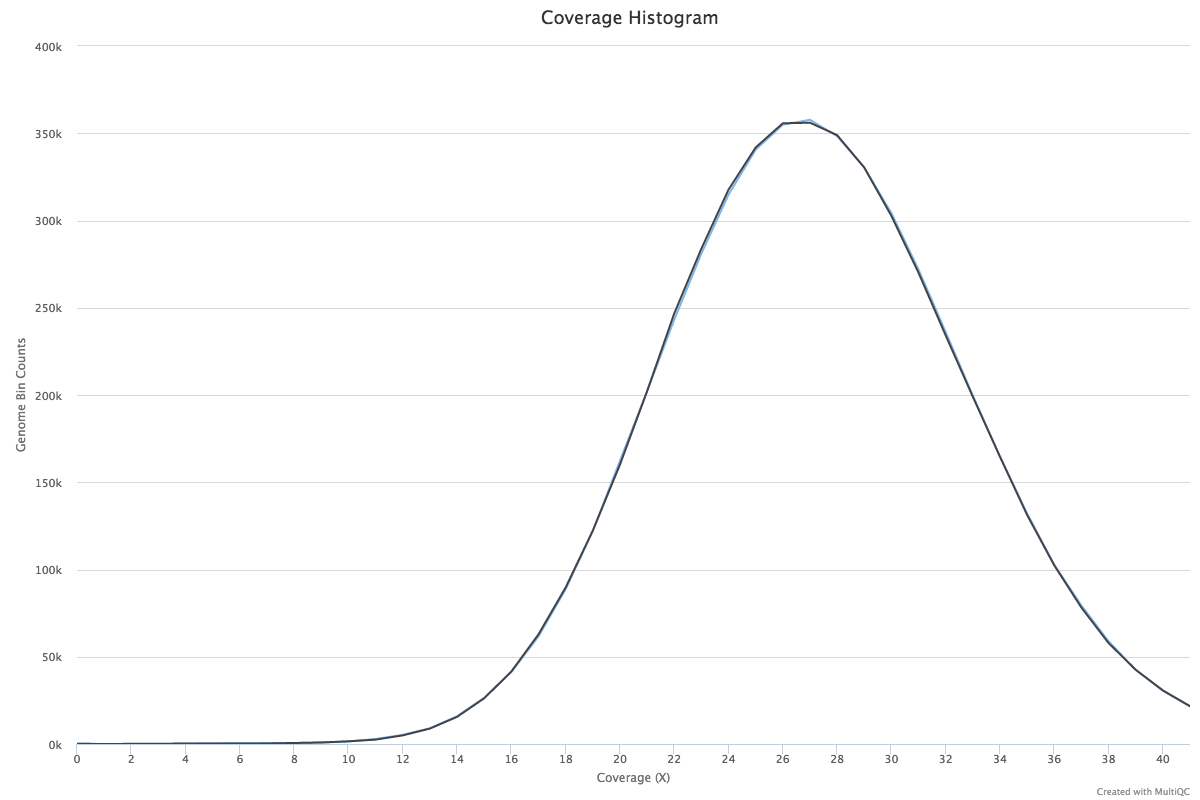 Coverage Histogram
400k
350k
300k
250k
200k
150k
100k
50k
0k
Genome Bin Counts
0 2 4 6 8 10 12 14 16 18 20 22 24 26 28 30 32 34 36 38 40
Coverage (X)
Created with MultiQC